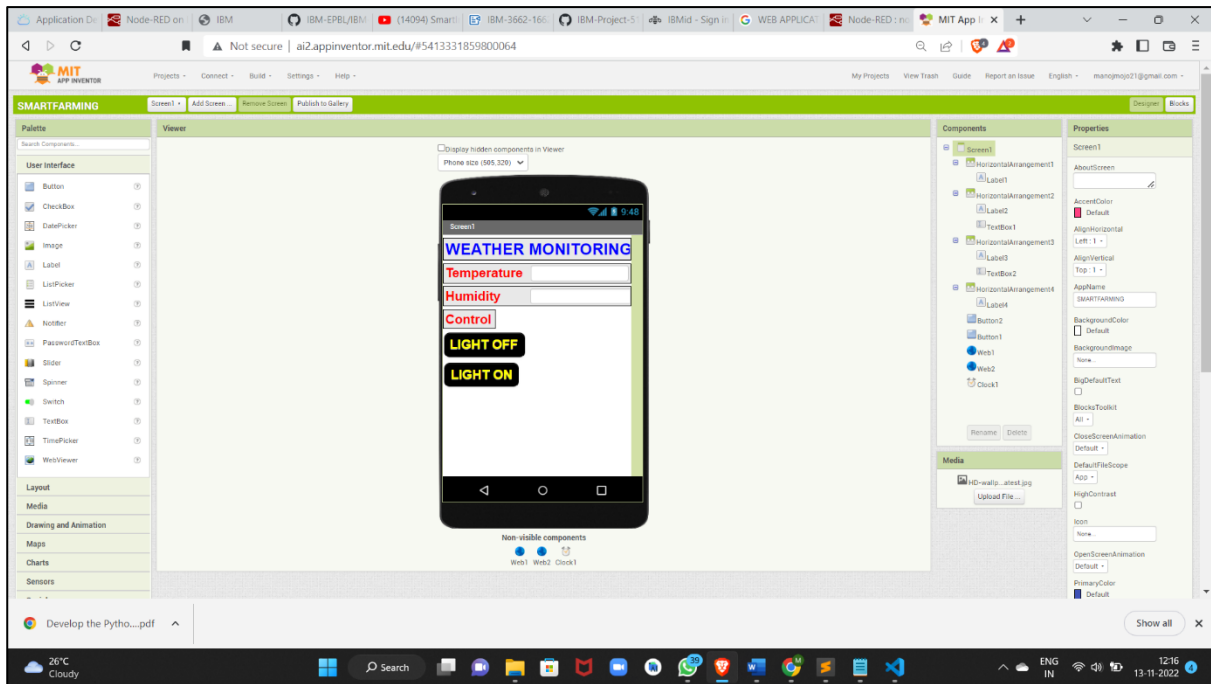 Application De
Node-RED on
IBM
IBM-EPBL/IBM
(14094) Smart
IBM-3662-166
IBM-Project-5
IBMid - Sign in
WEB APPLICAT
Node-RED : n
MIT App In
Not secure | ai2.appinventor.mit.edu/#5413331859800064
MIT
APP INVENTOR
Projects
Connect
Build
Settings
Help
My Projects
View Trash
Guide
Report an Issue
English
manojmojo21@gmail.com
SMARTFARMING
Screen1
Add Screen ...
Remove Screen
Publish to Gallery
Designer
Blocks
Palette
Search Components...
User Interface
Button
CheckBox
DatePicker
Image
Label
ListPicker
ListView
Notifier
PasswordTextBox
Slider
Spinner
Switch
TextBox
TimePicker
WebViewer
Layout
Media
Drawing and Animation
Maps
Charts
Sensors
Viewer
Display hidden components in Viewer
Phone size (505,320)
9:48
Screen1
WEATHER MONITORING
Temperature
Humidity
Control
LIGHT OFF
LIGHT ON
Non-visible components
Web1 Web2 Clock1
Components
Screen1
HorizontalArrangement1
Label1
HorizontalArrangement2
Label2
TextBox1
HorizontalArrangement3
Label3
TextBox2
HorizontalArrangement4
Label4
Button2
Button1
Web1
Web2
Clock1
Rename
Delete
Media
HD-wallp...atest.jpg
Upload File ...
Properties
Screen1
AboutScreen
AccentColor
Default
AlignHorizontal
Left : 1
AlignVertical
Top : 1
AppName
SMARTFARMING
BackgroundColor
Default
BackgroundImage
None...
BigDefaultText
BlocksToolkit
All
CloseScreenAnimation
Default
DefaultFileScope
App
HighContrast
Icon
None...
OpenScreenAnimation
Default
PrimaryColor
Default
Develop the Pytho....pdf
Show all
26°C
Cloudy
Search
39
ENG
IN
12:16
13-11-2022
4